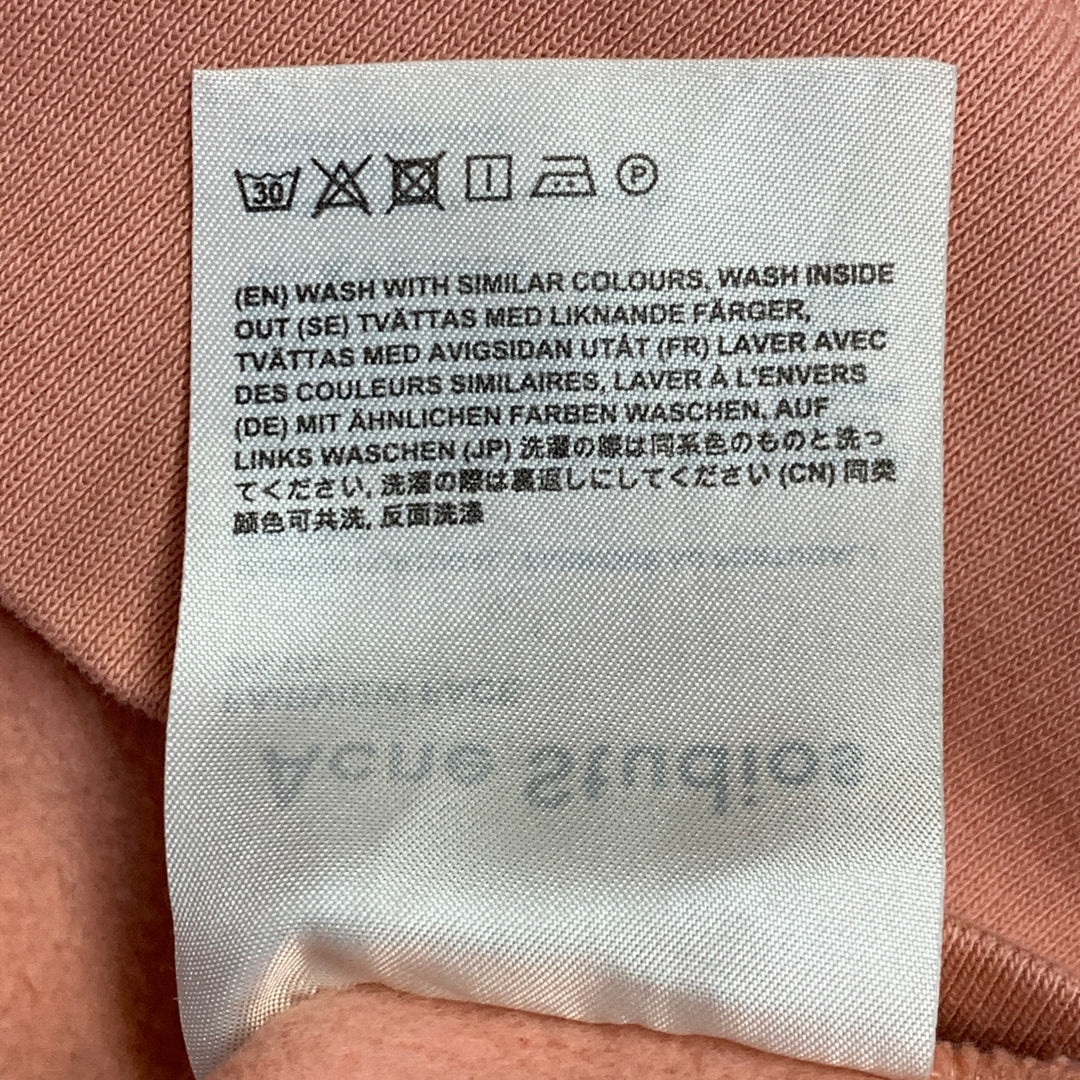 30 P
(EN) WASH WITH SIMILAR COLOURS, WASH INSIDE
OUT (SE) TVÄTTAS MED LIKNANDE FÄRGER,
TVÄTTAS MED AVIGSIDAN UTÅT (FR) LAVER AVEC
DES COULEURS SIMILAIRES, LAVER À L'ENVERS
(DE) MIT ÄHNLICHEN FARBEN WASCHEN, AUF
LINKS WASCHEN (JP) 洗濯の際は同系色のものと洗っ
てください, 洗濯の際は裏返しにしてください (CN) 同类
颜色可共洗, 反面洗涤
Acne Studios